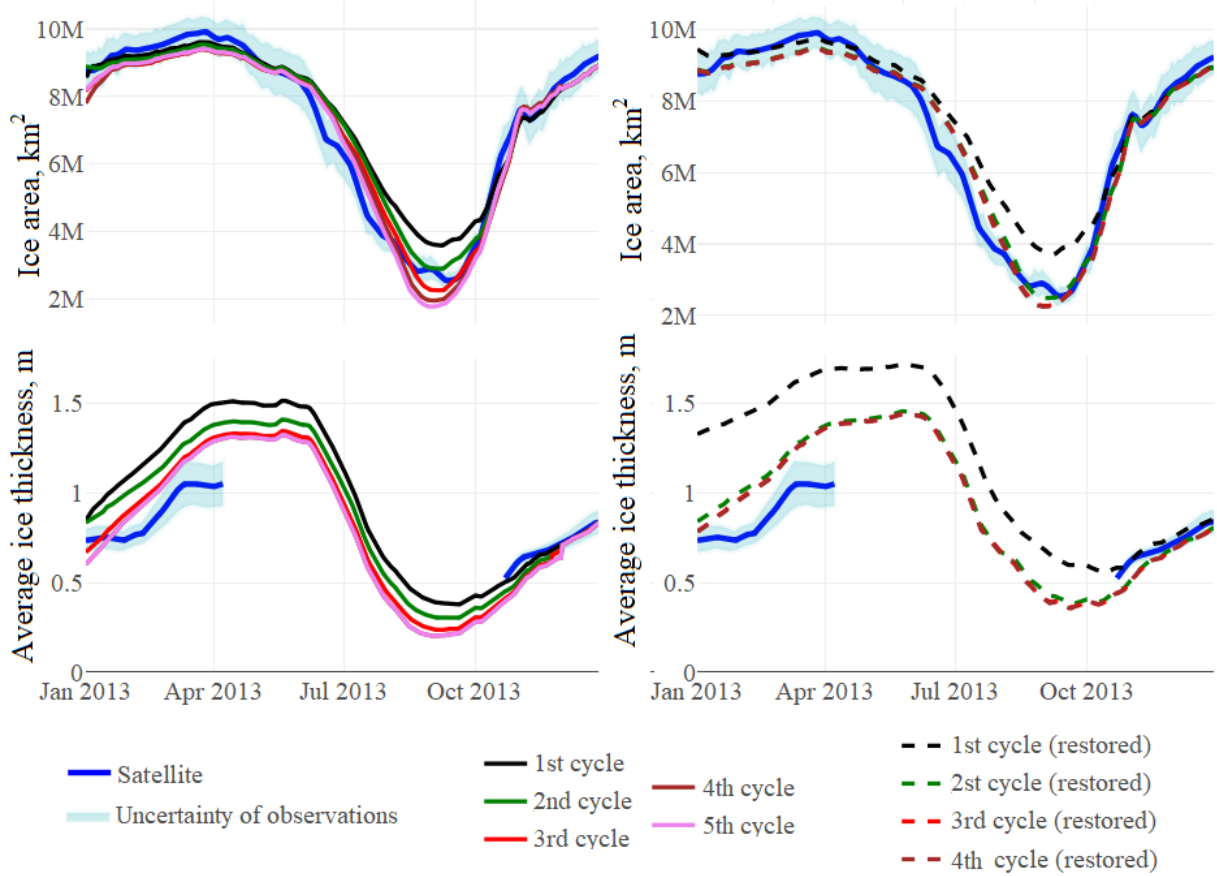 10M
8M
6M
4M
2M
Ice area, km²
10M
8M
6M
4M
2M
Ice area, km²
1.5
1
0.5
0
Average ice thickness, m
Jan 2013 Apr 2013 Jul 2013 Oct 2013
1.5
1
0.5
0
Average ice thickness, m
Jan 2013 Apr 2013 Jul 2013 Oct 2013
Satellite
Uncertainty of observations
1st cycle
2nd cycle
3rd cycle
4th cycle
5th cycle
1st cycle (restored)
2st cycle (restored)
3rd cycle (restored)
4th cycle (restored)